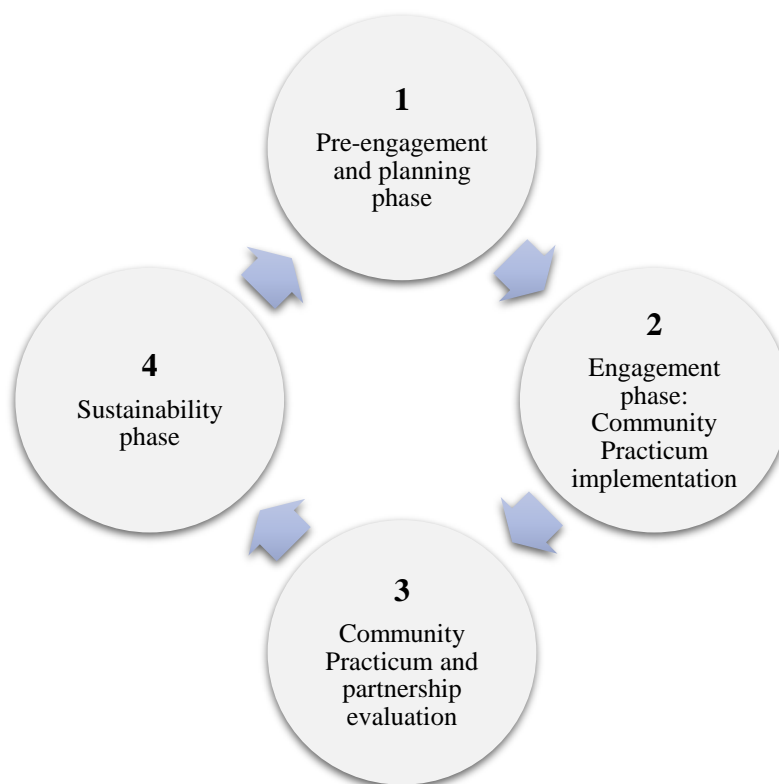 1
Pre-engagement
and planning
phase
2
Engagement
phase:
Community
Practicum
implementation
3
Community
Practicum and
partnership
evaluation
4
Sustainability
phase